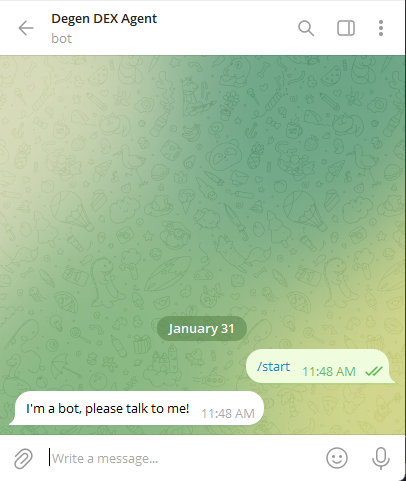 Degen DEX Agent
bot
January 31
/start 11:48 AM
I'm a bot, please talk to me! 11:48 AM
Write a message...